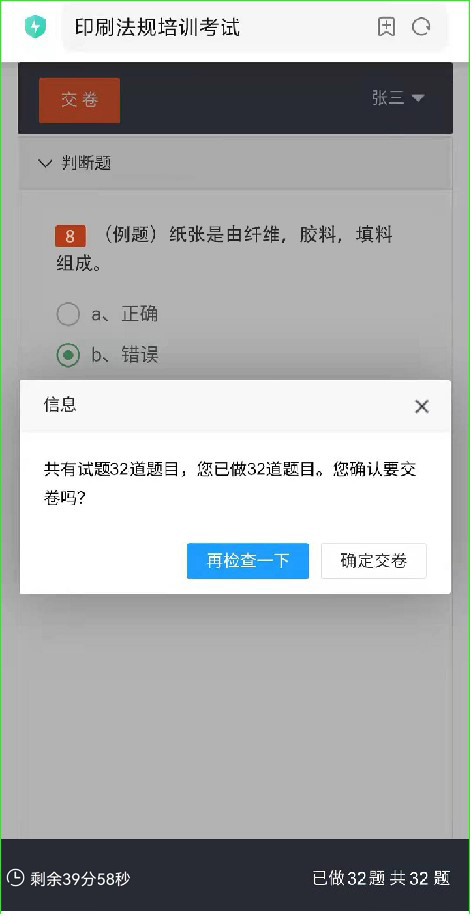 印刷法规培训考试
交 卷
张三
判断题
8 （例题）纸张是由纤维，胶料，填料
组成。
a、正确
b、错误
信息
共有试题32道题目，您已做32道题目。您确认要交
卷吗？
再检查一下
确定交卷
剩余39分58秒
已做32题 共32 题